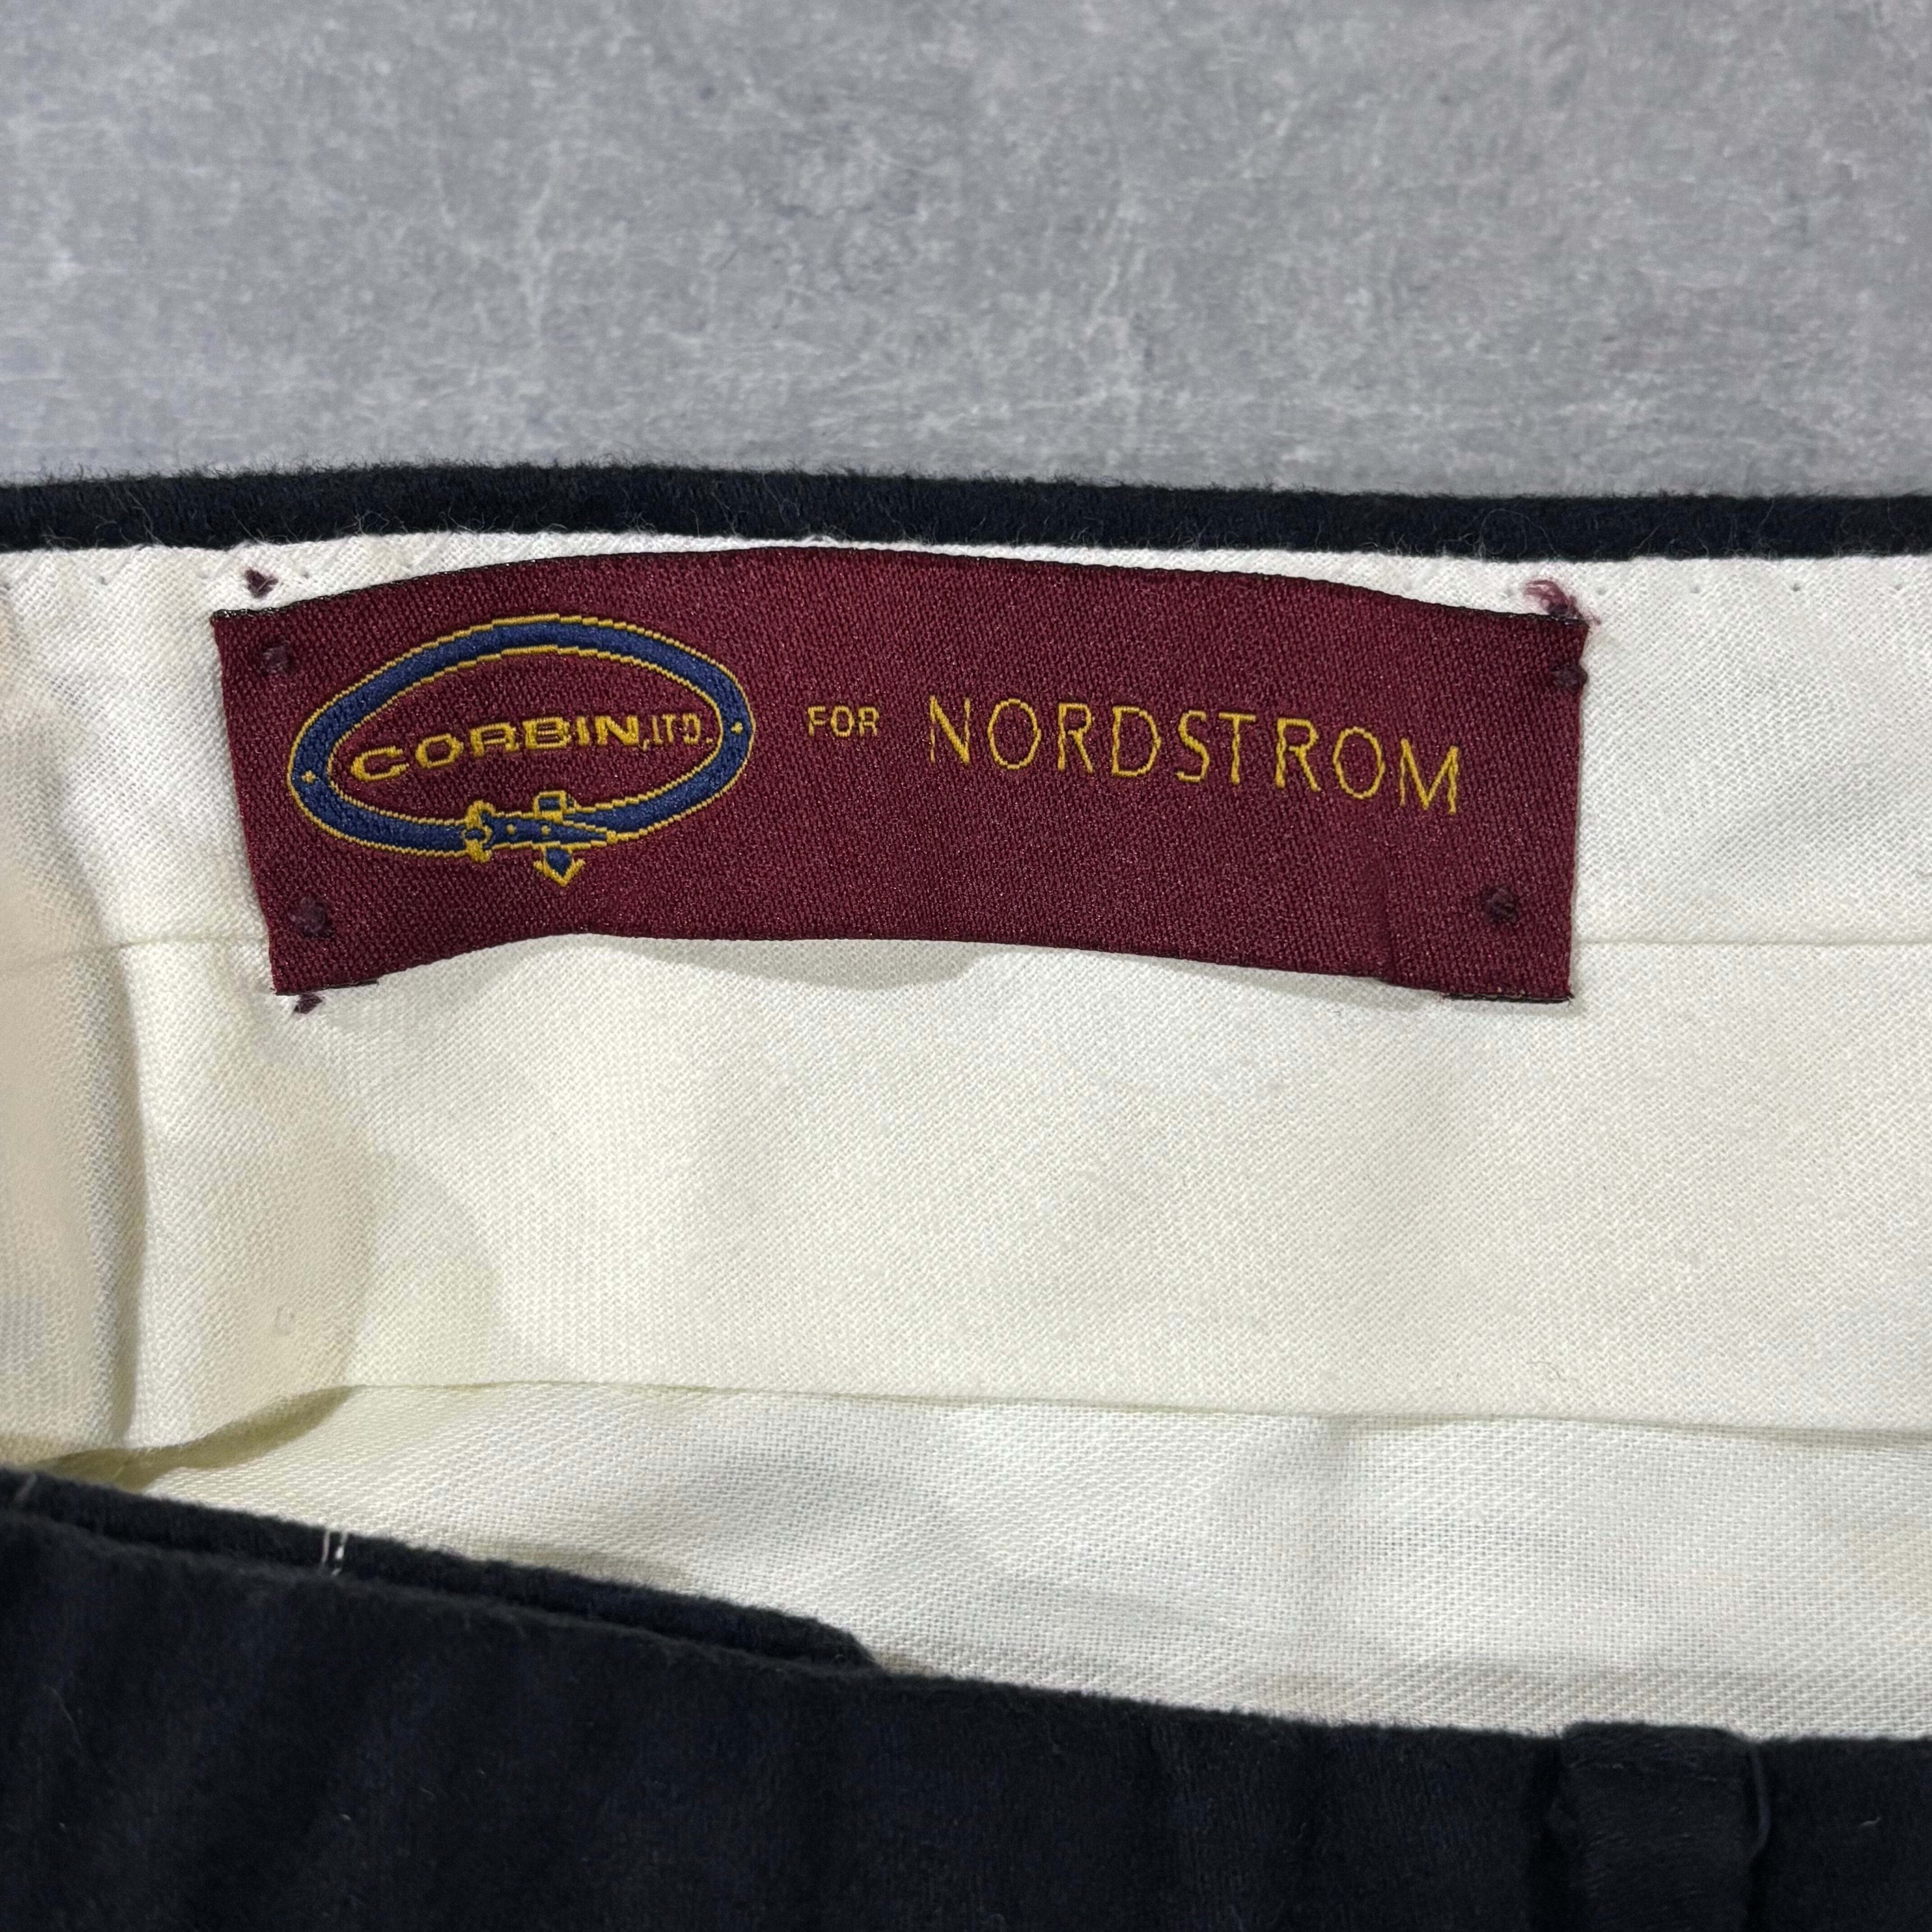 CORBIN, LTD. FOR NORDSTROM